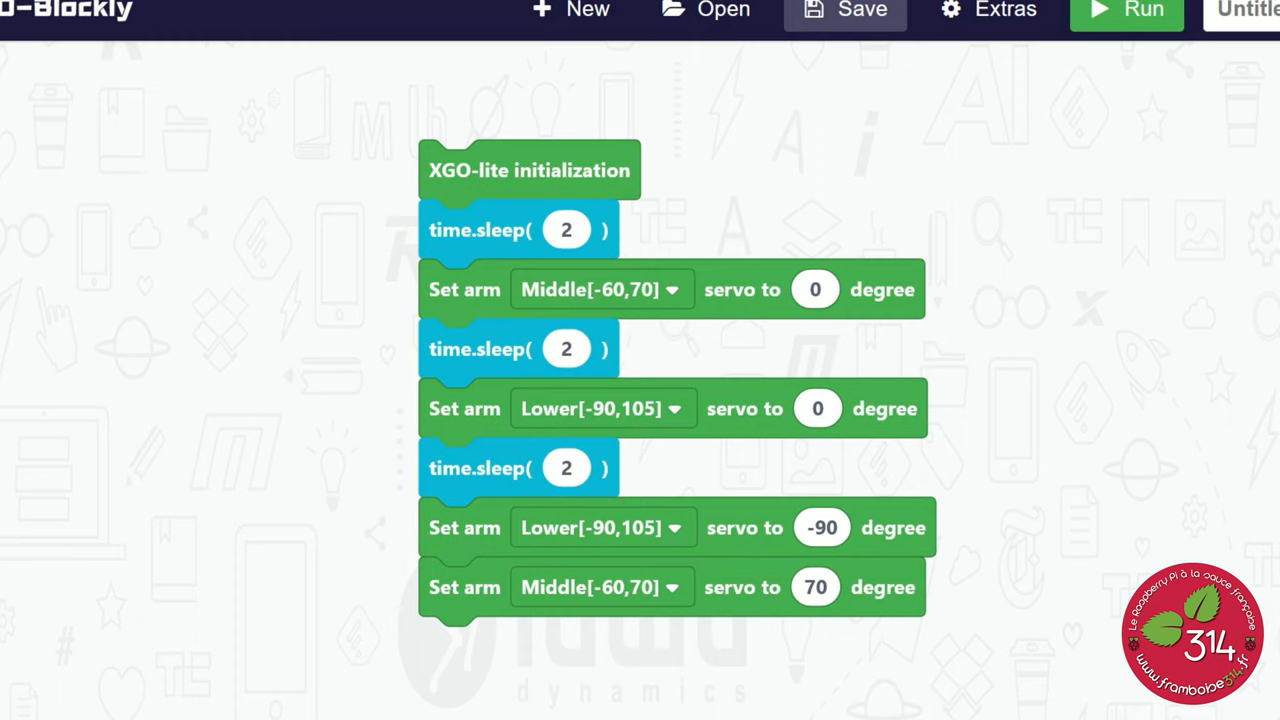 O-Blockly
New
Open
Save
Extras
Run
Untitle
XGO-lite initialization
time.sleep( 2 )
Set arm Middle[-60,70] servo to 0 degree
time.sleep( 2 )
Set arm Lower[-90,105] servo to 0 degree
time.sleep( 2 )
Set arm Lower[-90,105] servo to -90 degree
Set arm Middle[-60,70] servo to 70 degree
dynamics
Le Raspberry Pi à la sauce française
314
www.framboise314.fr